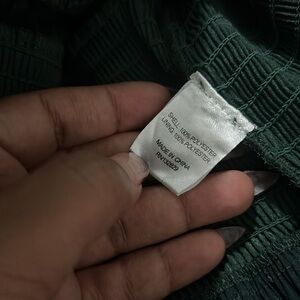 SHELL: 100% POLYESTER
LINING: 100% POLYESTER
MADE IN CHINA